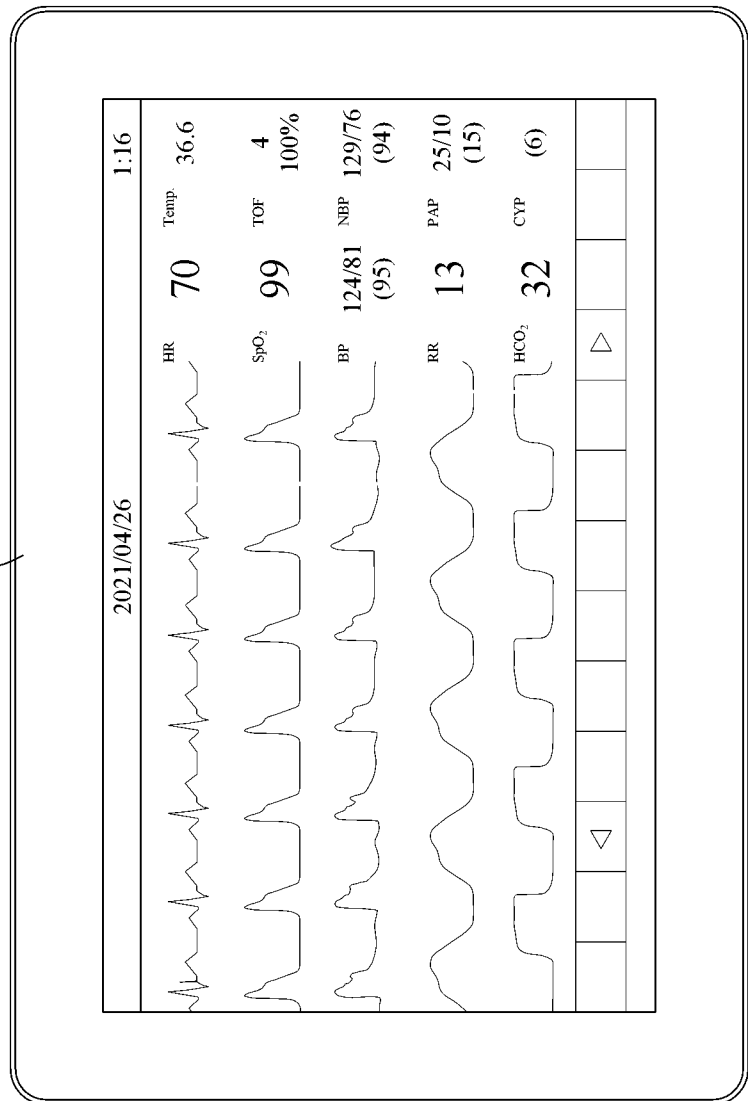 2021/04/26 1:16
HR Temp.
70 36.6
SpO₂ TOF
99 4
100%
BP NBP
124/81 129/76
(95) (94)
RR PAP
13 25/10
(15)
HCO₂ CYP
32 (6)